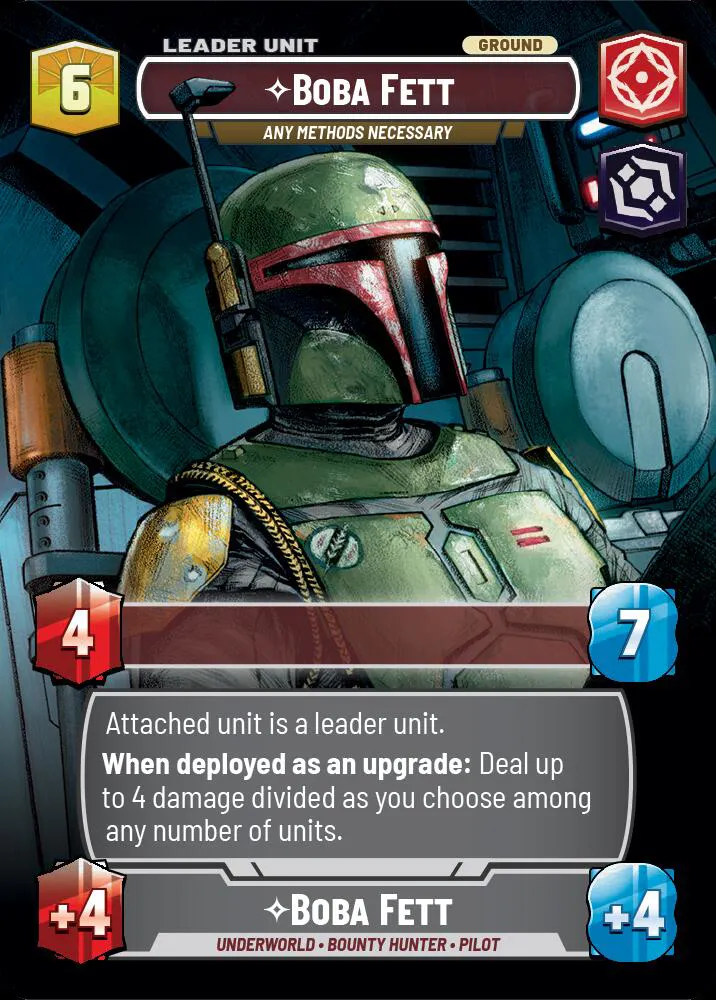 LEADER UNIT
GROUND
6
BOBA FETT
ANY METHODS NECESSARY
4
7
Attached unit is a leader unit.
When deployed as an upgrade: Deal up
to 4 damage divided as you choose among
any number of units.
+4
BOBA FETT
+4
UNDERWORLD • BOUNTY HUNTER • PILOT